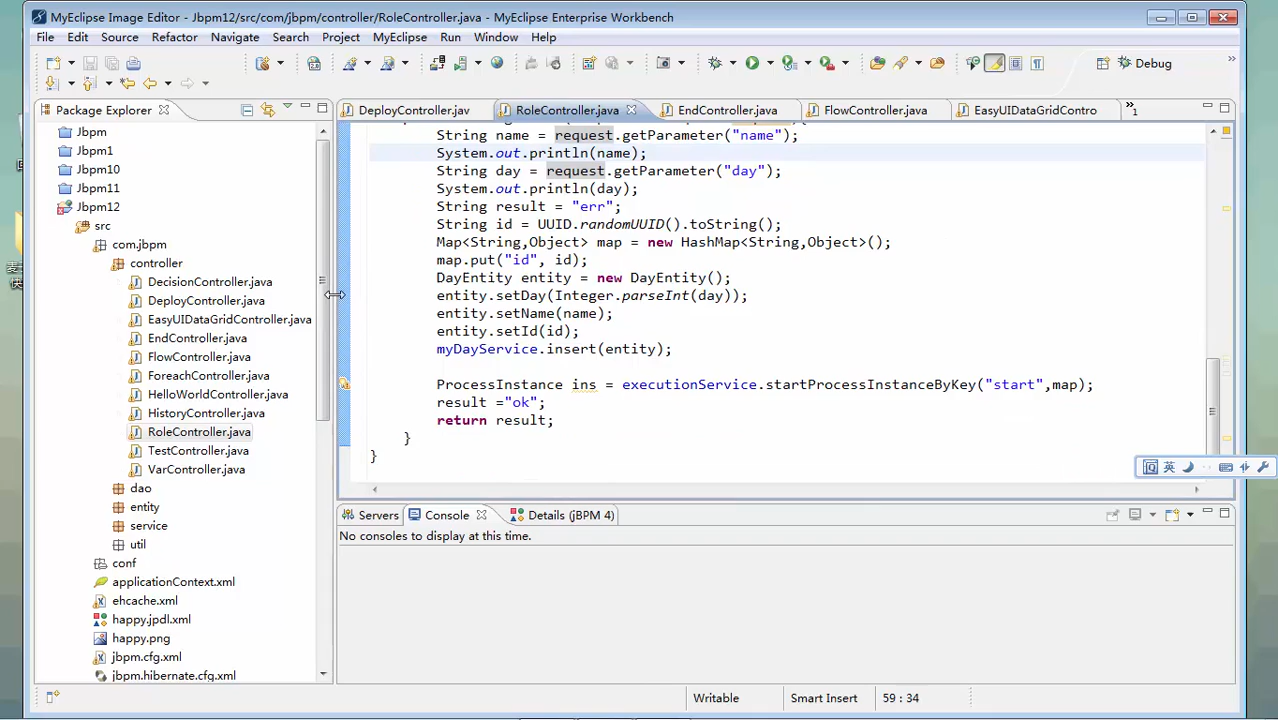 MyEclipse Image Editor - Jbpm12/src/com/jbpm/controller/RoleController.java - MyEclipse Enterprise Workbench
File Edit Source Refactor Navigate Search Project MyEclipse Run Window Help
Debug
Package Explorer
Jbpm
Jbpm1
Jbpm10
Jbpm11
Jbpm12
src
com.jbpm
controller
DecisionController.java
DeployController.java
EasyUIDataGridController.java
EndController.java
FlowController.java
ForeachController.java
HelloWorldController.java
HistoryController.java
RoleController.java
TestController.java
VarController.java
dao
entity
service
util
conf
applicationContext.xml
ehcache.xml
happy.jpdl.xml
happy.png
jbpm.cfg.xml
jbpm.hibernate.cfg.xml
DeployController.jav RoleController.java EndController.java FlowController.java EasyUIDataGridContro »1
String name = request.getParameter("name");
System.out.println(name);
String day = request.getParameter("day");
System.out.println(day);
String result = "err";
String id = UUID.randomUUID().toString();
Map<String,Object> map = new HashMap<String,Object>();
map.put("id", id);
DayEntity entity = new DayEntity();
entity.setDay(Integer.parseInt(day));
entity.setName(name);
entity.setId(id);
myDayService.insert(entity);
ProcessInstance ins = executionService.startProcessInstanceByKey("start",map);
result ="ok";
return result;
}
}
英
Servers Console Details (jBPM 4)
No consoles to display at this time.
Writable Smart Insert 59 : 34